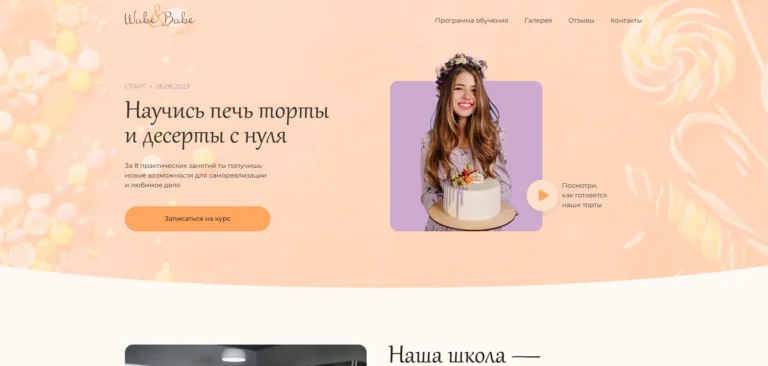 Wake & Bake
Программа обучения
Галерея
Отзывы
Контакты
СТАРТ • 26.06.2023
Научись печь торты
и десерты с нуля
За 8 практических занятий ты получишь
новые возможности для самореализации
и любимое дело
Записаться на курс
Посмотри,
как готовятся
наши торты.
Наша школа —